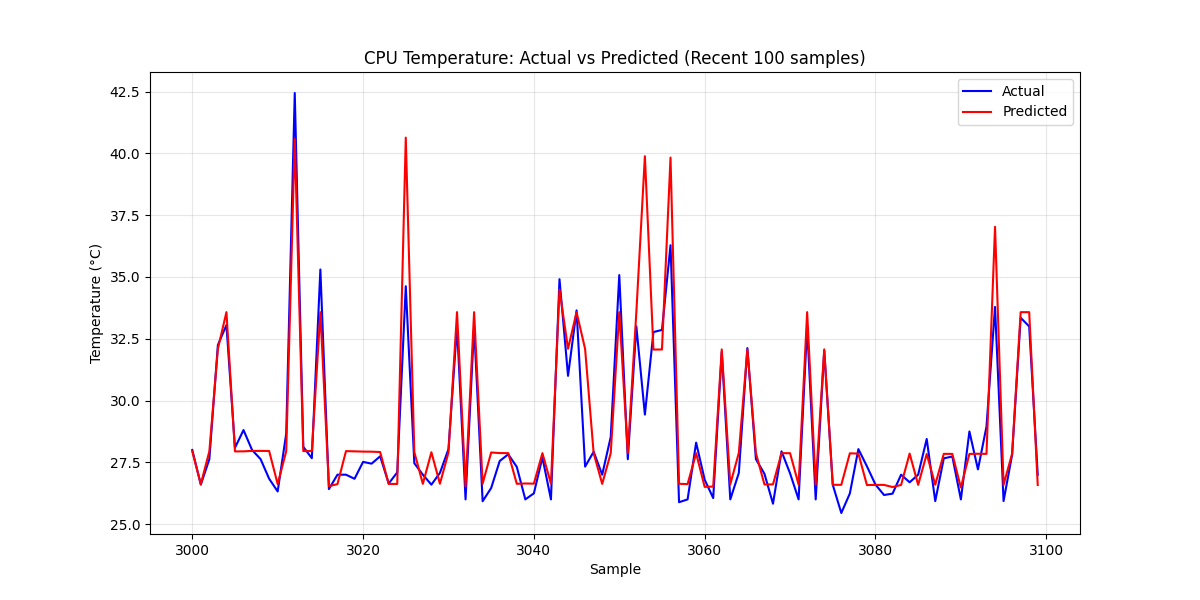 CPU Temperature: Actual vs Predicted (Recent 100 samples)
Actual
Predicted
42.5
40.0
37.5
35.0
32.5
30.0
27.5
25.0
Temperature (°C)
3000 3020 3040 3060 3080 3100
Sample